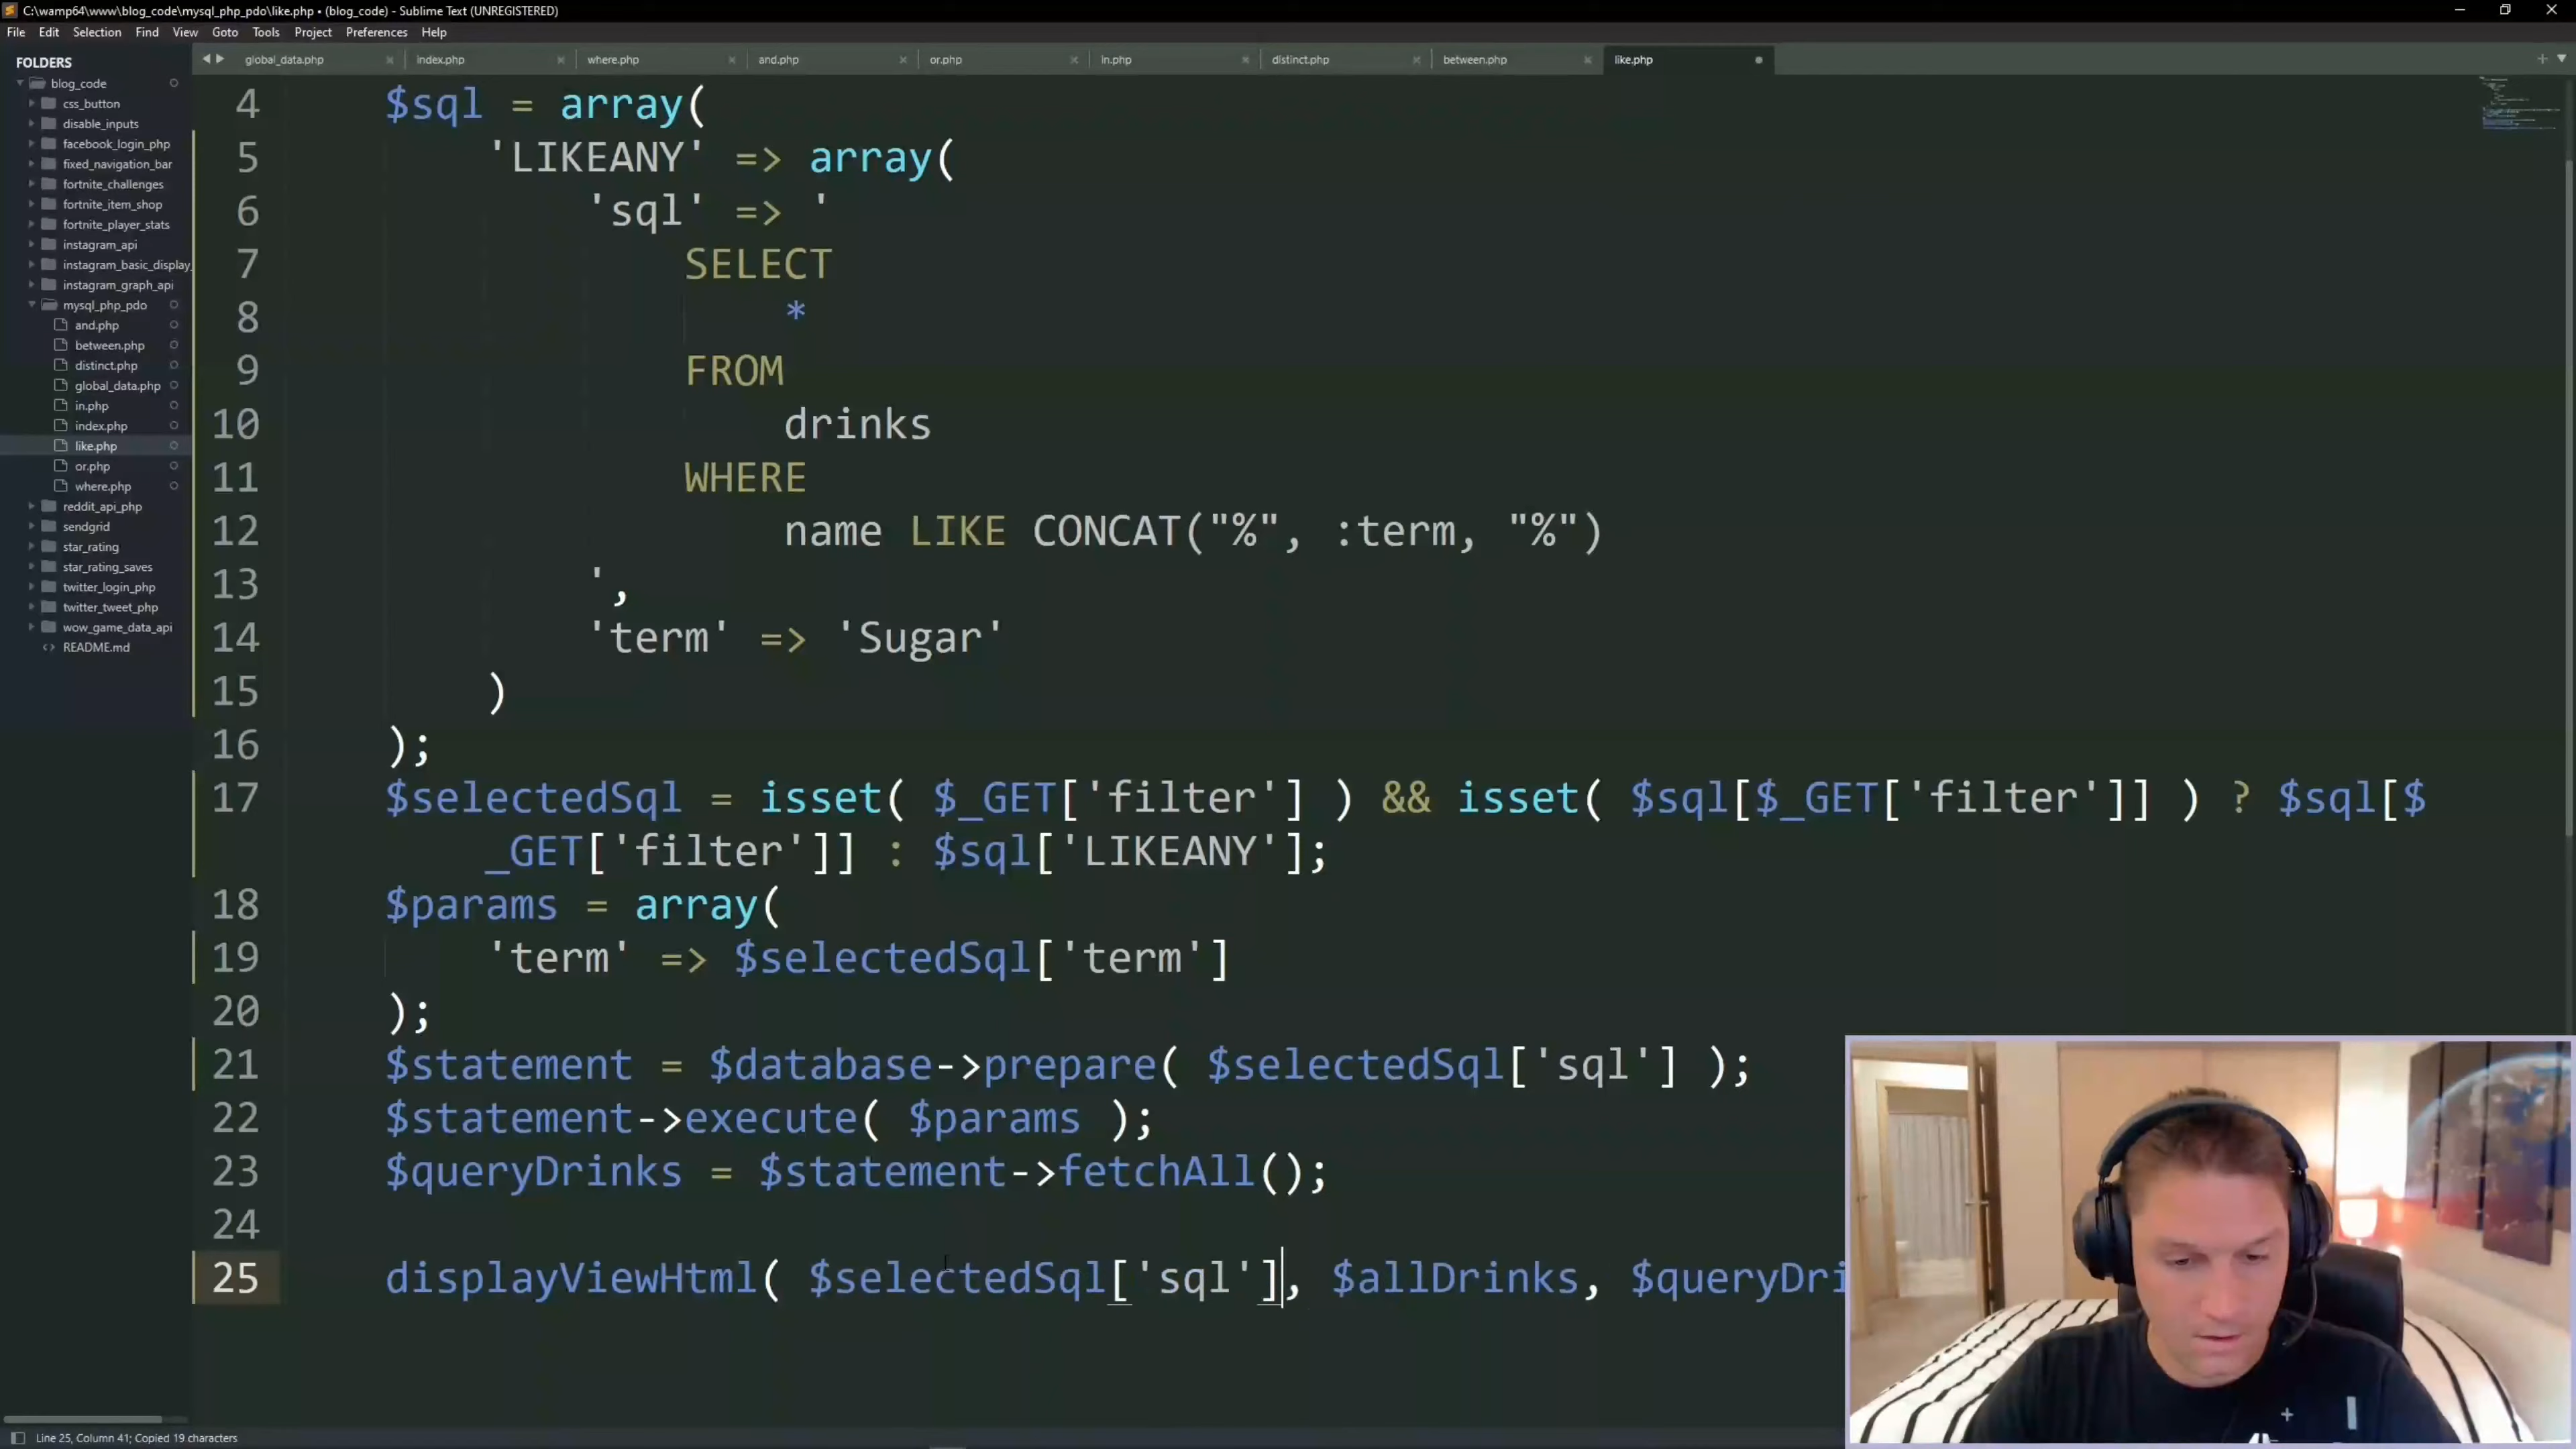 C:\wamp64\www\blog_code\mysql_php_pdo\like.php • (blog_code) - Sublime Text (UNREGISTERED)
File Edit Selection Find View Goto Tools Project Preferences Help
FOLDERS
blog_code
css_button
disable_inputs
facebook_login_php
fixed_navigation_bar
fortnite_challenges
fortnite_item_shop
fortnite_player_stats
instagram_api
instagram_basic_display_
instagram_graph_api
mysql_php_pdo
and.php
between.php
distinct.php
global_data.php
in.php
index.php
like.php
or.php
where.php
reddit_api_php
sendgrid
star_rating
star_rating_saves
twitter_login_php
twitter_tweet_php
wow_game_data_api
<> README.md
global_data.php index.php where.php and.php or.php in.php distinct.php between.php like.php
4 $sql = array(
5 'LIKEANY' => array(
6 'sql' => '
7 SELECT
8 *
9 FROM
10 drinks
11 WHERE
12 name LIKE CONCAT("%", :term, "%")
13 ',
14 'term' => 'Sugar'
15 )
16 );
17 $selectedSql = isset( $_GET['filter'] ) && isset( $sql[$_GET['filter']] ) ? $sql[$
_GET['filter']] : $sql['LIKEANY'];
18 $params = array(
19 'term' => $selectedSql['term']
20 );
21 $statement = $database->prepare( $selectedSql['sql'] );
22 $statement->execute( $params );
23 $queryDrinks = $statement->fetchAll();
24
25 displayViewHtml( $selectedSql['sql'], $allDrinks, $queryDri
Line 25, Column 41; Copied 19 characters